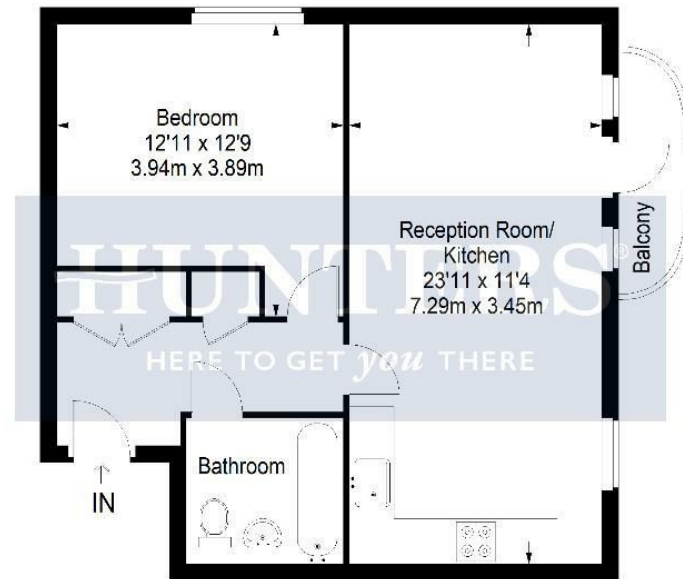 Bedroom
12'11 x 12'9
3.94m x 3.89m
Reception Room/
Kitchen
23'11 x 11'4
7.29m x 3.45m
Balcony
HUNTERS®
HERE TO GET you THERE
Bathroom
IN